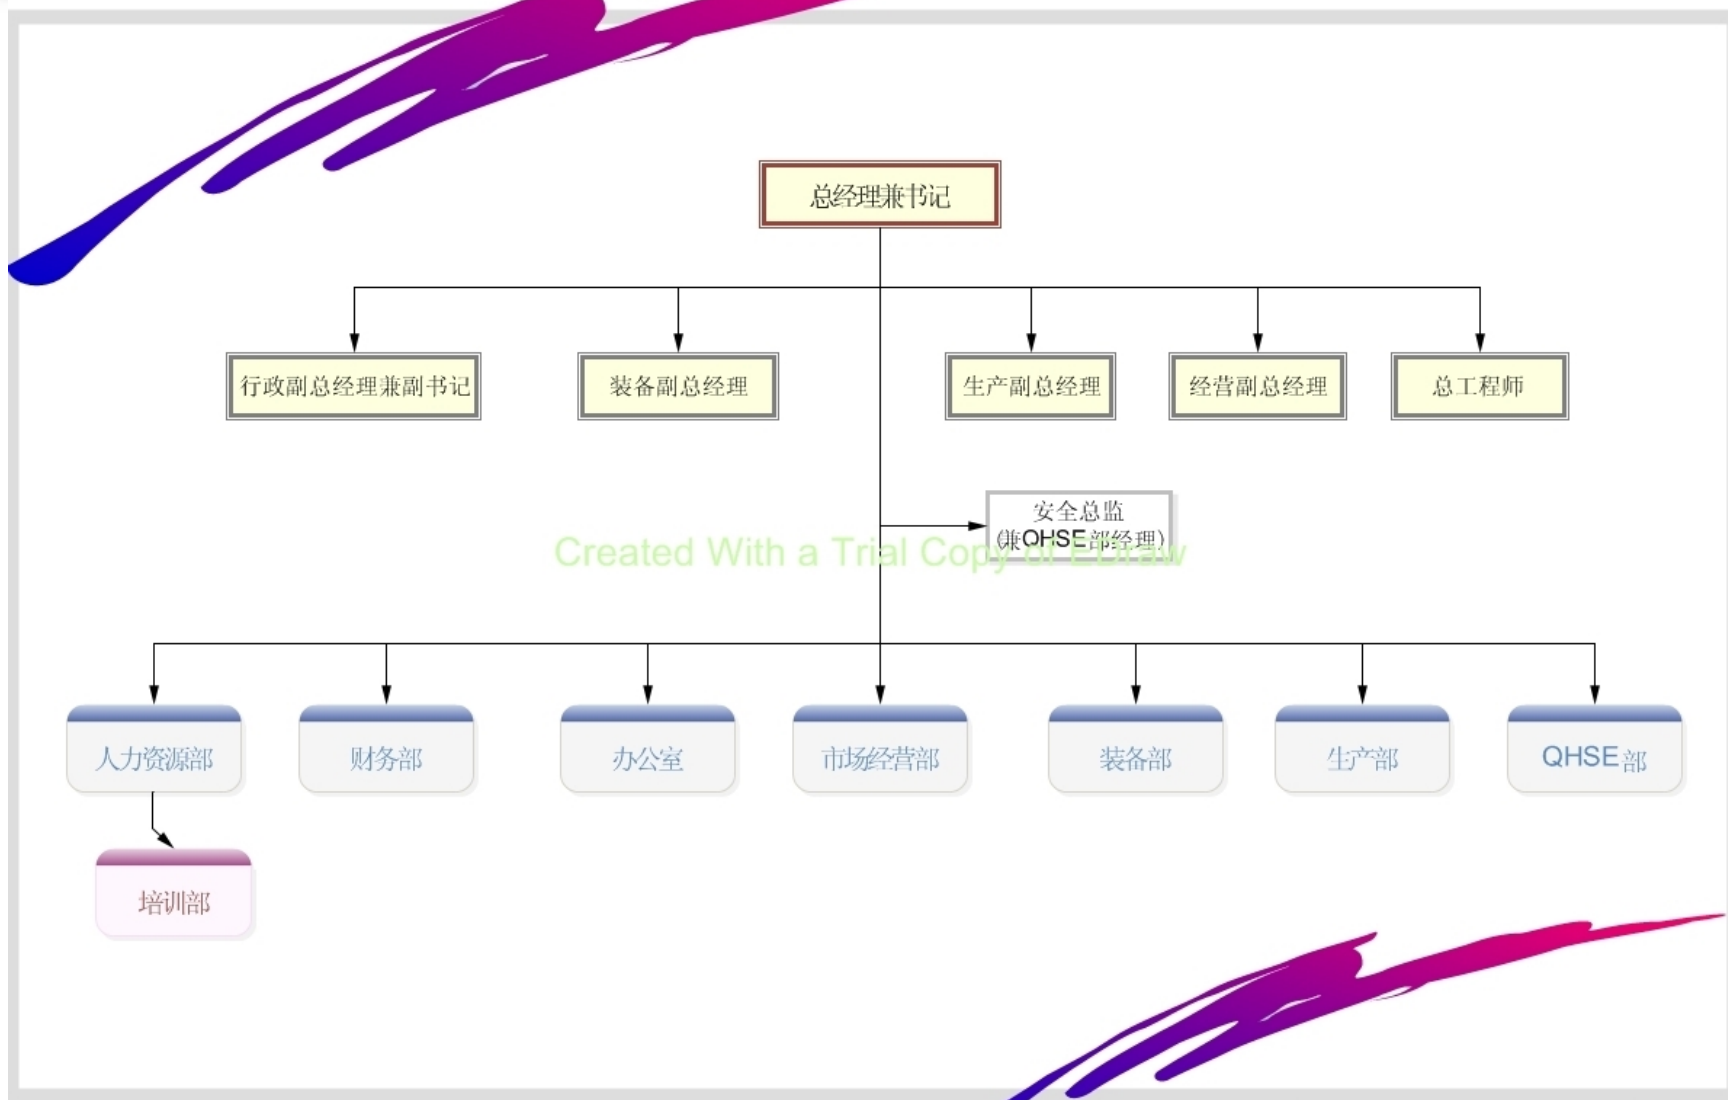 总经理兼书记
行政副总经理兼副书记
装备副总经理
生产副总经理
经营副总经理
总工程师
安全总监
(兼QHSE部经理)
Created With a Trial Copy of EDraw
人力资源部
财务部
办公室
市场经营部
装备部
生产部
QHSE部
培训部